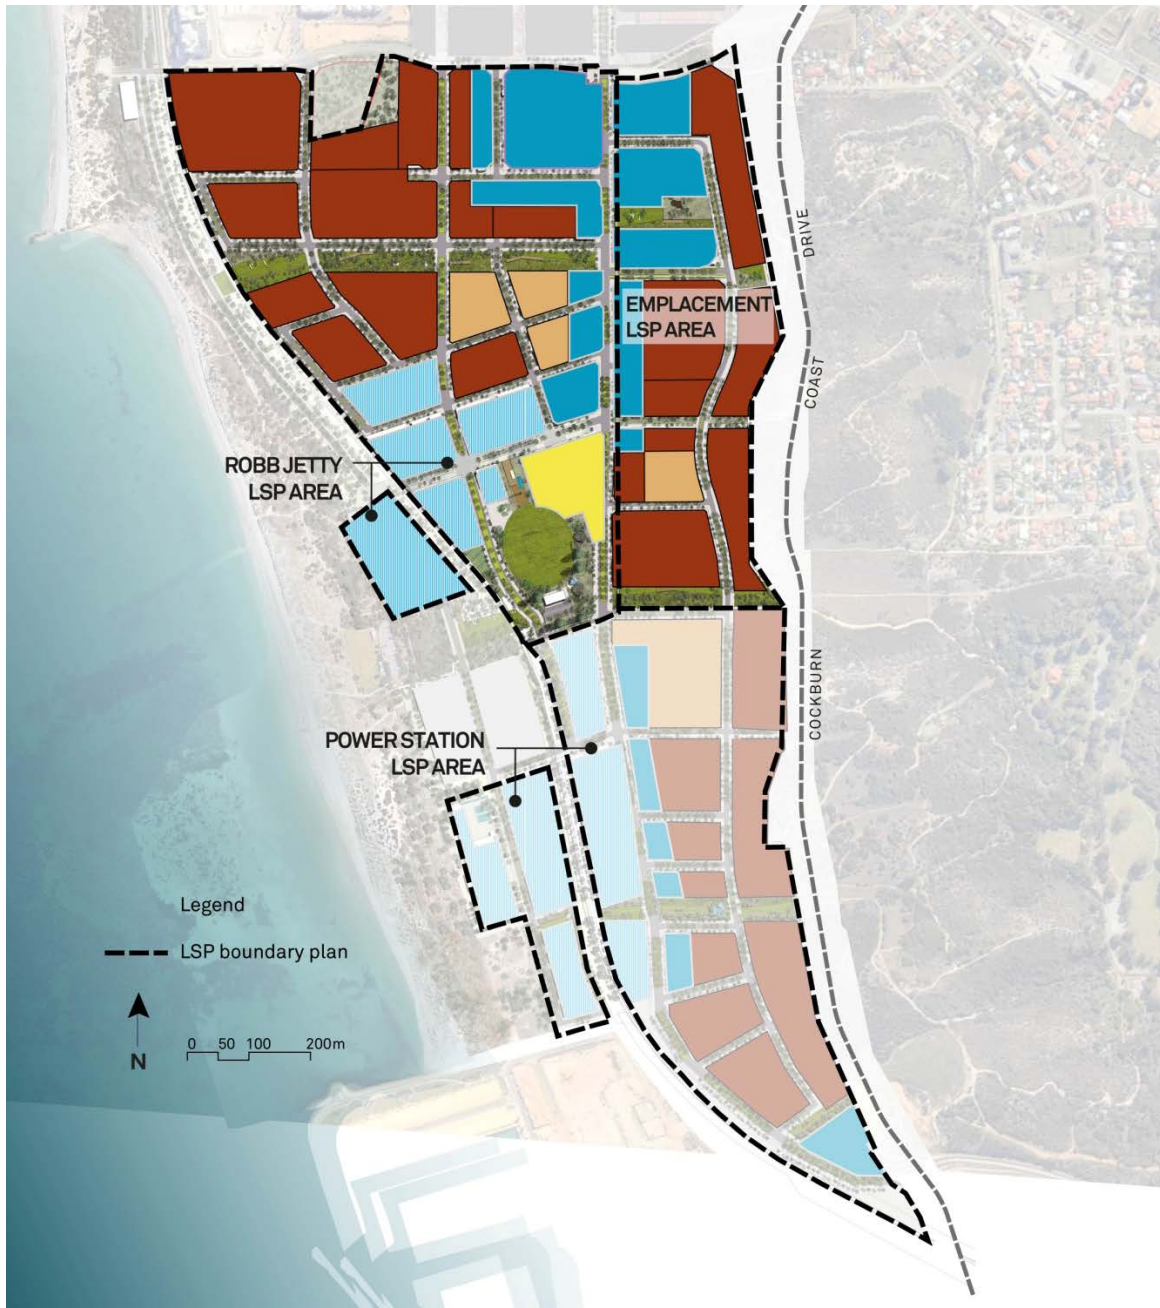 DRIVE
EMPLACEMENT
LSP AREA
COAST
ROBB JETTY
LSP AREA
COCKBURN
POWER STATION
LSP AREA
Legend
LSP boundary plan
0 50 100 200m
N